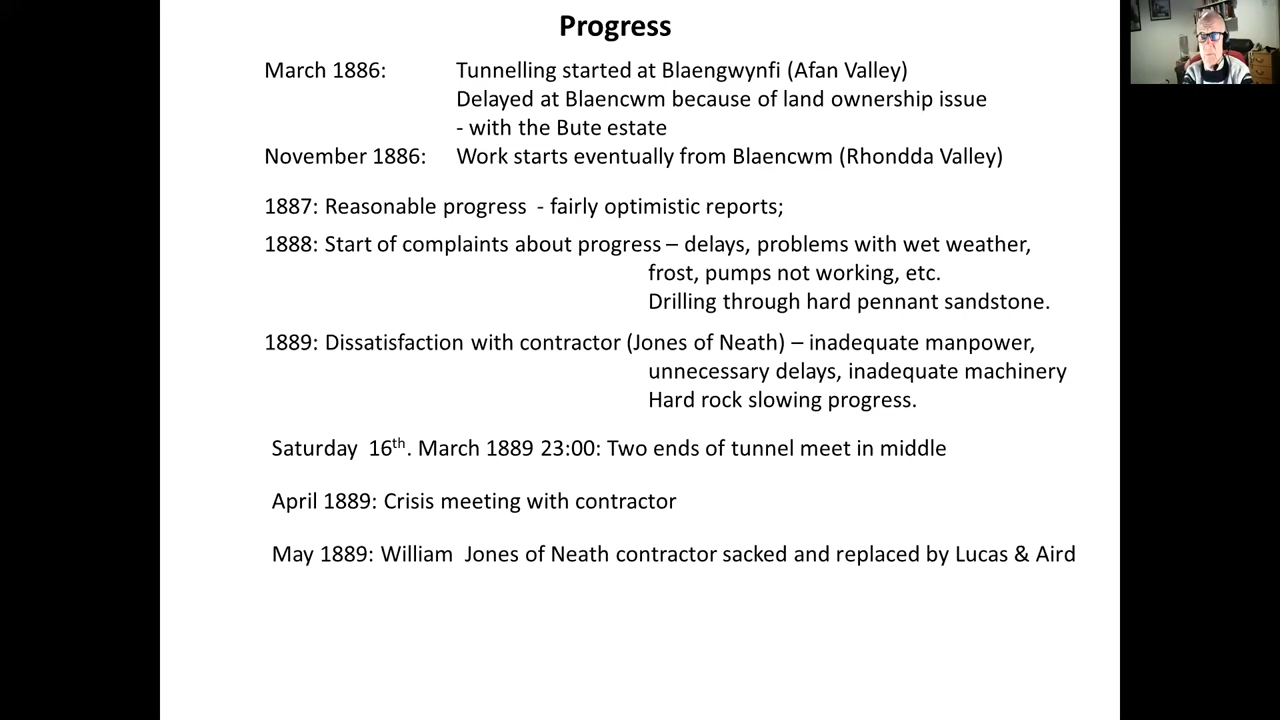 Progress
March 1886: Tunnelling started at Blaengwynfi (Afan Valley)
Delayed at Blaencwm because of land ownership issue
- with the Bute estate
November 1886: Work starts eventually from Blaencwm (Rhondda Valley)
1887: Reasonable progress - fairly optimistic reports;
1888: Start of complaints about progress – delays, problems with wet weather,
frost, pumps not working, etc.
Drilling through hard pennant sandstone.
1889: Dissatisfaction with contractor (Jones of Neath) – inadequate manpower,
unnecessary delays, inadequate machinery
Hard rock slowing progress.
Saturday 16th. March 1889 23:00: Two ends of tunnel meet in middle
April 1889: Crisis meeting with contractor
May 1889: William Jones of Neath contractor sacked and replaced by Lucas & Aird